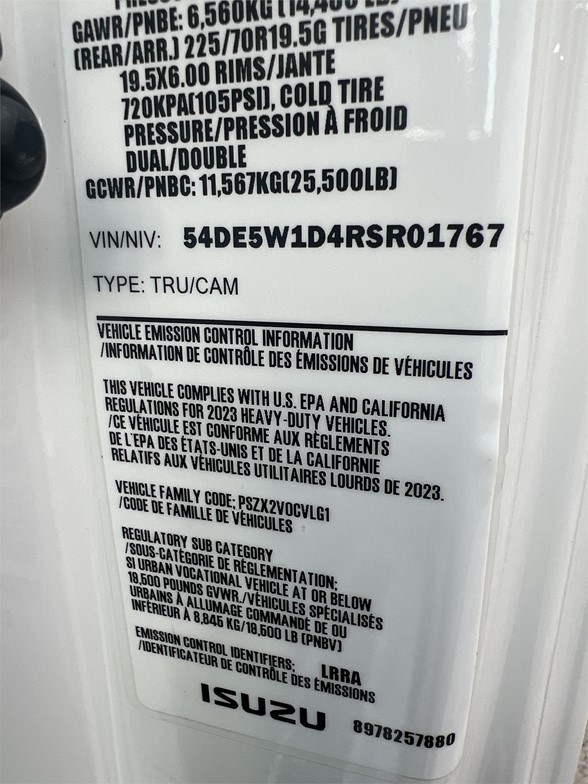 GAWR/PNBE: 6,560KG (14,460 LB)
(REAR/ARR.) 225/70R19.5G TIRES/PNEU
19.5X6.00 RIMS/JANTE
720KPA(105PSI), COLD TIRE
PRESSURE/PRESSION À FROID
DUAL/DOUBLE
GCWR/PNBC: 11,567KG(25,500LB)
VIN/NIV: 54DE5W1D4RSR01767
TYPE: TRU/CAM
VEHICLE EMISSION CONTROL INFORMATION
/INFORMATION DE CONTRÔLE DES ÉMISSIONS DE VÉHICULES
THIS VEHICLE COMPLIES WITH U.S. EPA AND CALIFORNIA
REGULATIONS FOR 2023 HEAVY-DUTY VEHICLES.
/CE VÉHICULE EST CONFORME AUX RÈGLEMENTS
DE L'EPA DES ÉTATS-UNIS ET DE LA CALIFORNIE
RELATIFS AUX VÉHICULES UTILITAIRES LOURDS DE 2023.
VEHICLE FAMILY CODE; PSZX2VOCVLG1
/CODE DE FAMILLE DE VÉHICULES
REGULATORY SUB CATEGORY
/SOUS-CATÉGORIE DE RÉGLEMENTATION:
SI URBAN VOCATIONAL VEHICLE AT OR BELOW
19,500 POUNDS GVWR./VÉHICULES SPÉCIALISÉS
URBAINS À ALLUMAGE COMMANDÉ DE OU
INFÉRIEUR À 8,845 KG/19,500 LB (PNBV)
EMISSION CONTROL IDENTIFIERS: LRRA
/IDENTIFICATEUR DE CONTRÔLE DES ÉMISSIONS
ISUZU 8978257880